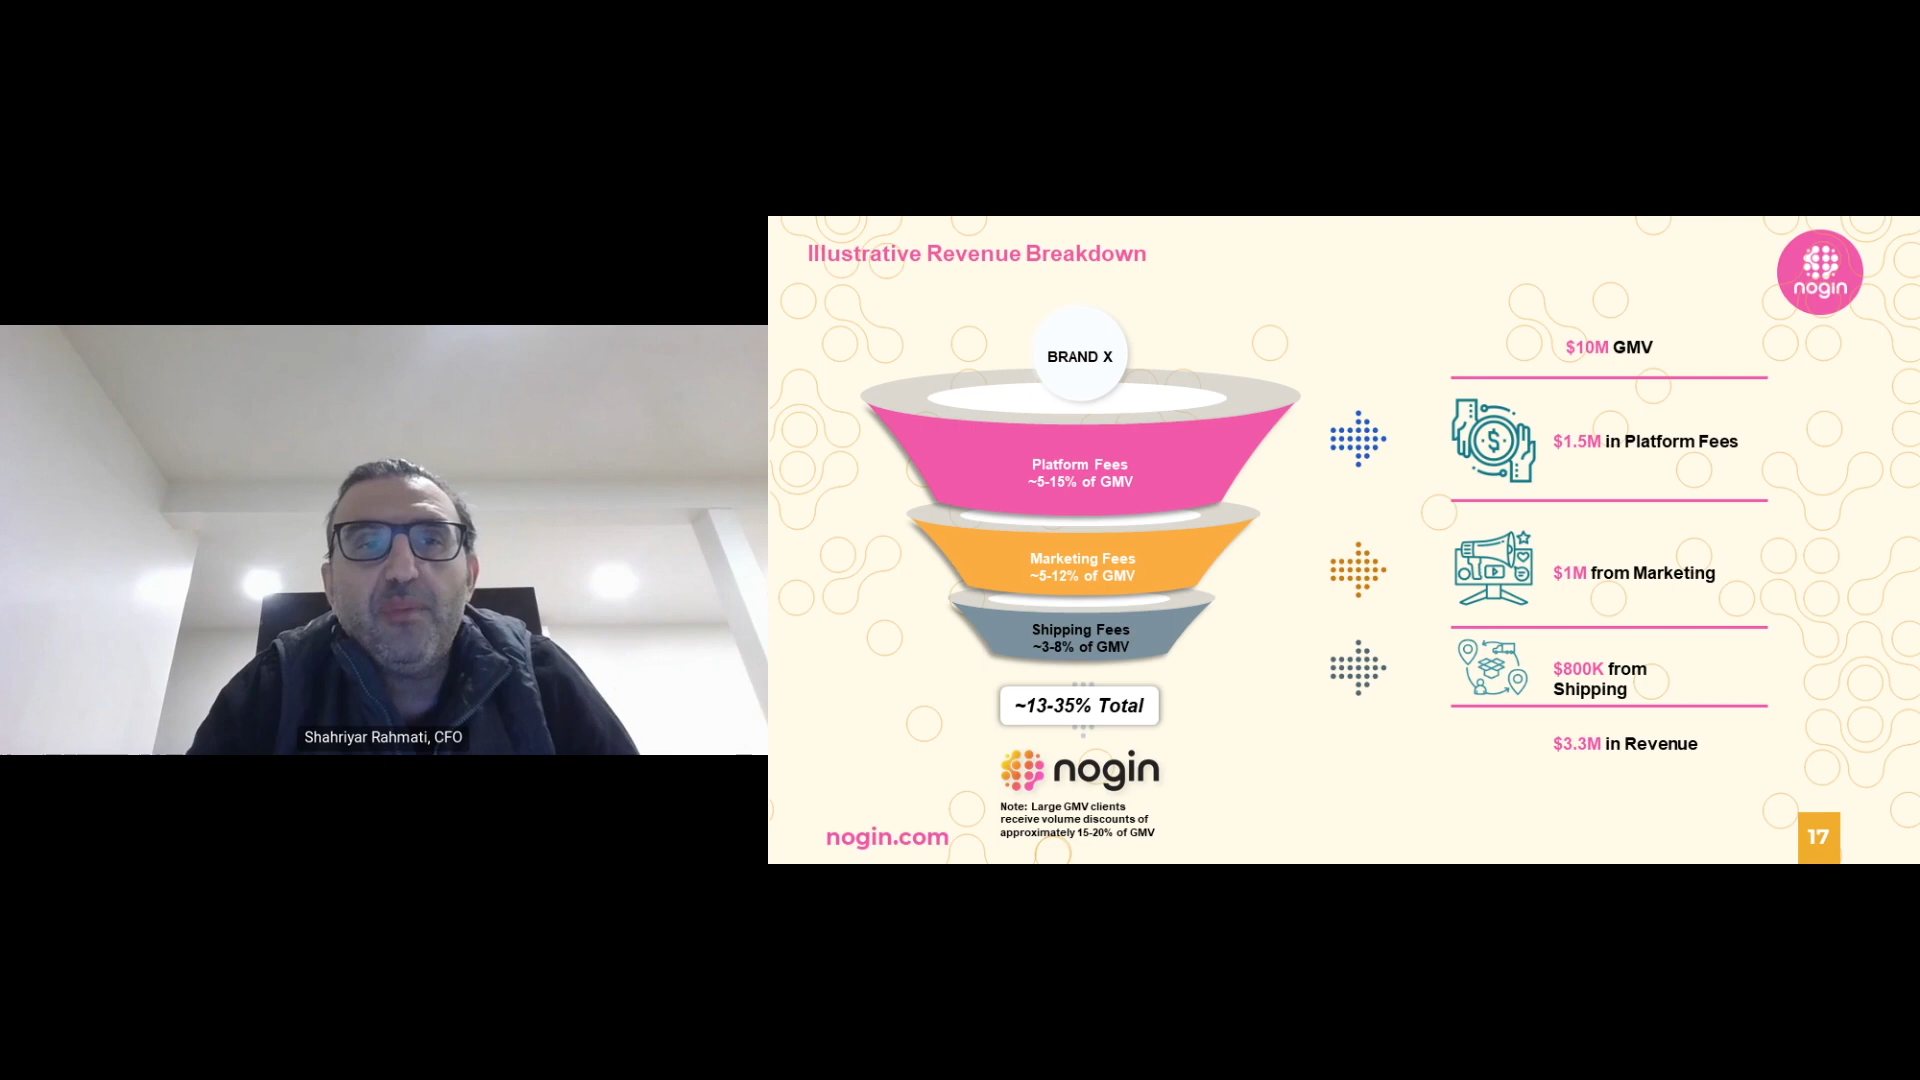 Shahriyar Rahmati, CFO
Illustrative Revenue Breakdown
nogin
BRAND X
Platform Fees
~5-15% of GMV
Marketing Fees
~5-12% of GMV
Shipping Fees
~3-8% of GMV
~13-35% Total
nogin
Note: Large GMV clients
receive volume discounts of
approximately 15-20% of GMV
$10M GMV
$1.5M in Platform Fees
$1M from Marketing
$800K from
Shipping
$3.3M in Revenue
nogin.com
17